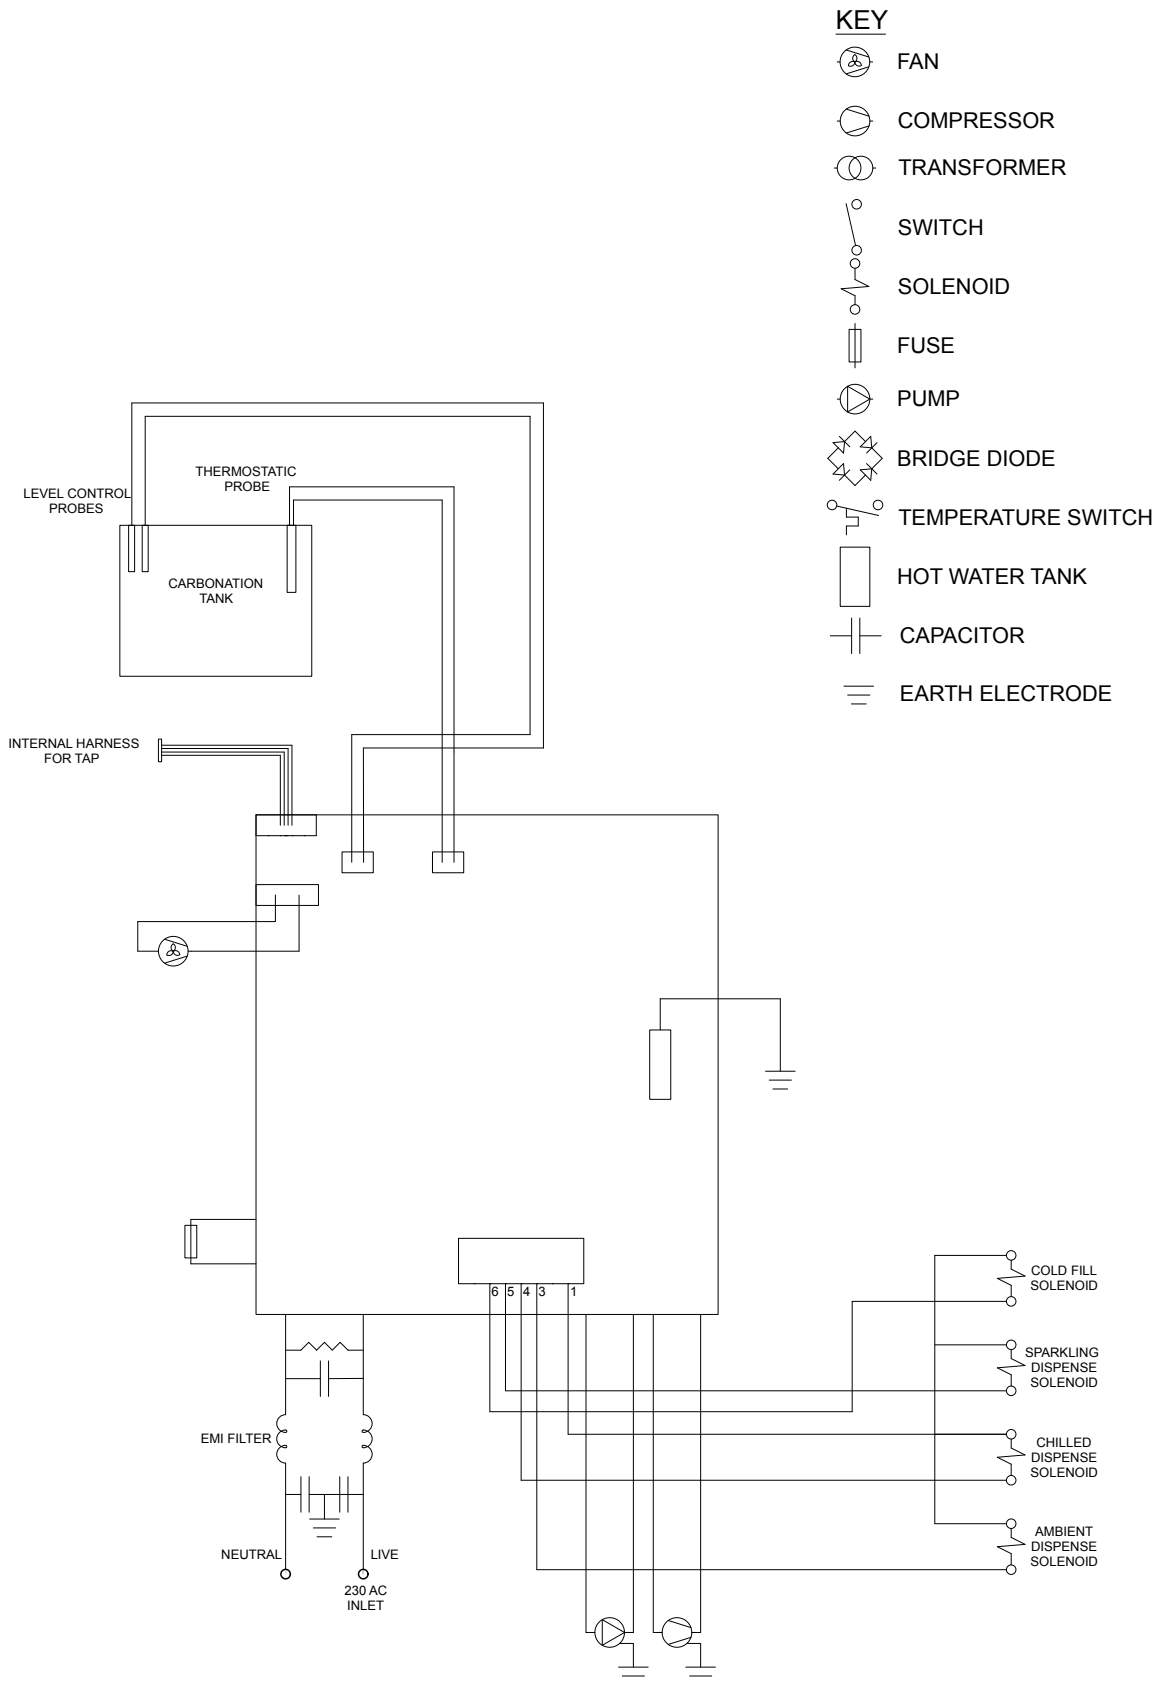 KEY
FAN
COMPRESSOR
TRANSFORMER
SWITCH
SOLENOID
FUSE
PUMP
BRIDGE DIODE
TEMPERATURE SWITCH
HOT WATER TANK
CAPACITOR
EARTH ELECTRODE
LEVEL CONTROL
PROBES
THERMOSTATIC
PROBE
CARBONATION
TANK
INTERNAL HARNESS
FOR TAP
6 5 4 3 1
COLD FILL
SOLENOID
SPARKLING
DISPENSE
SOLENOID
CHILLED
DISPENSE
SOLENOID
AMBIENT
DISPENSE
SOLENOID
EMI FILTER
NEUTRAL
LIVE
230 AC
INLET